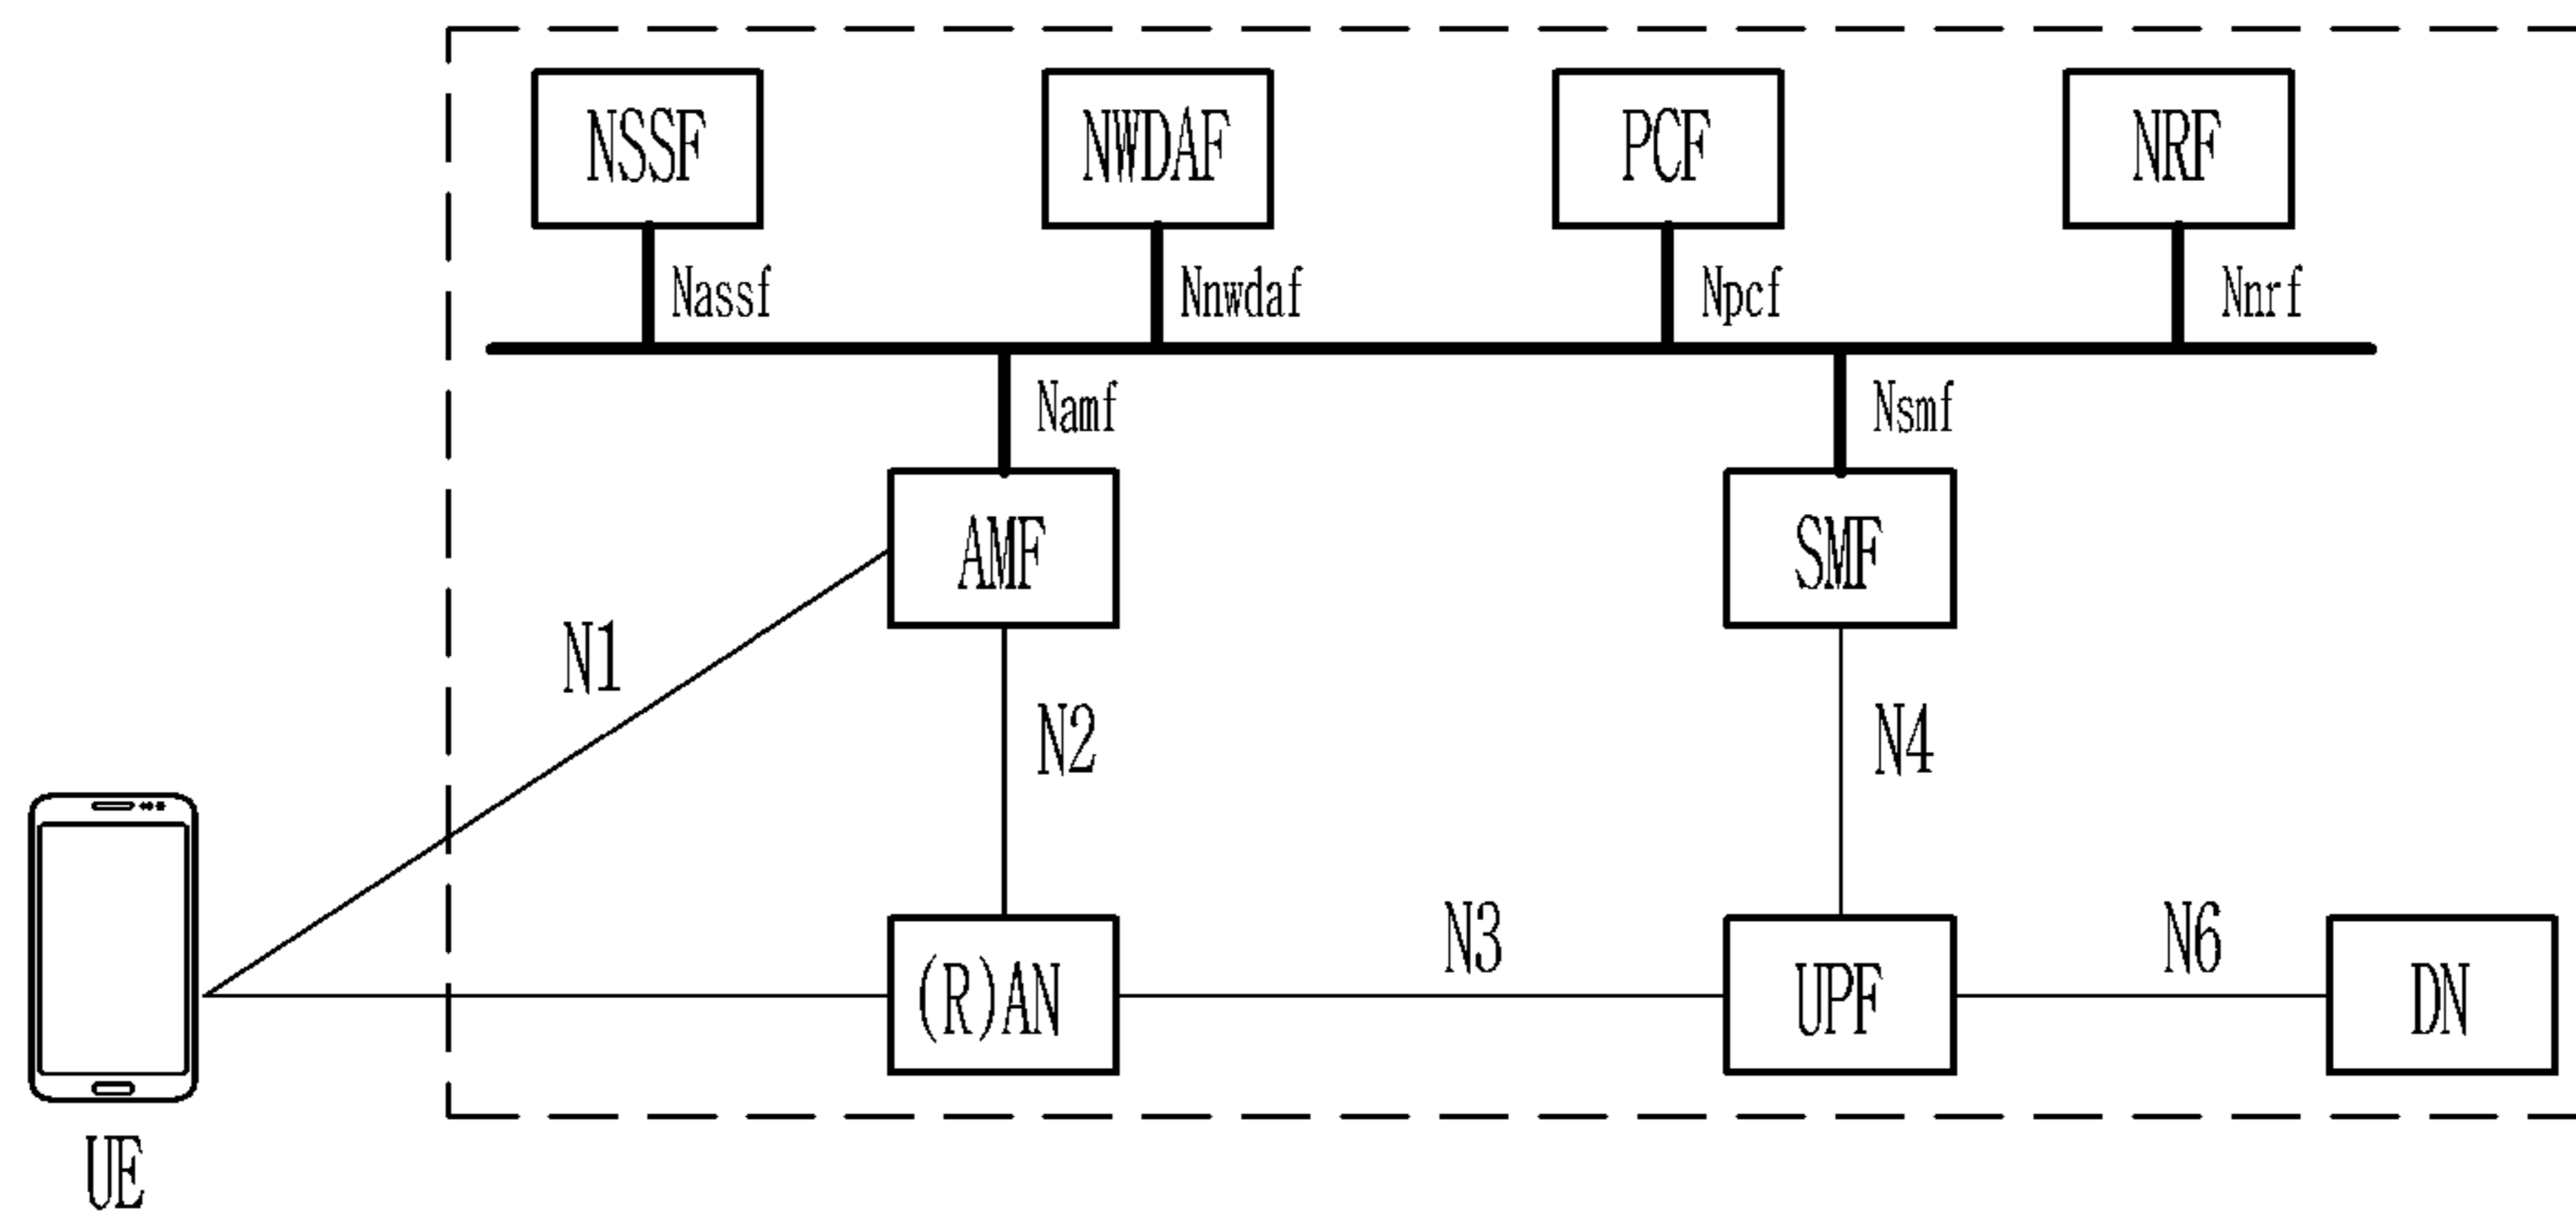 NSSF NWDAF PCF NRF
Nassf Nnwdaf Npcf Nnrf
Namf Nsmf
AMF SMF
N1
N2 N4
N3 N6
(R)AN UPF DN
UE